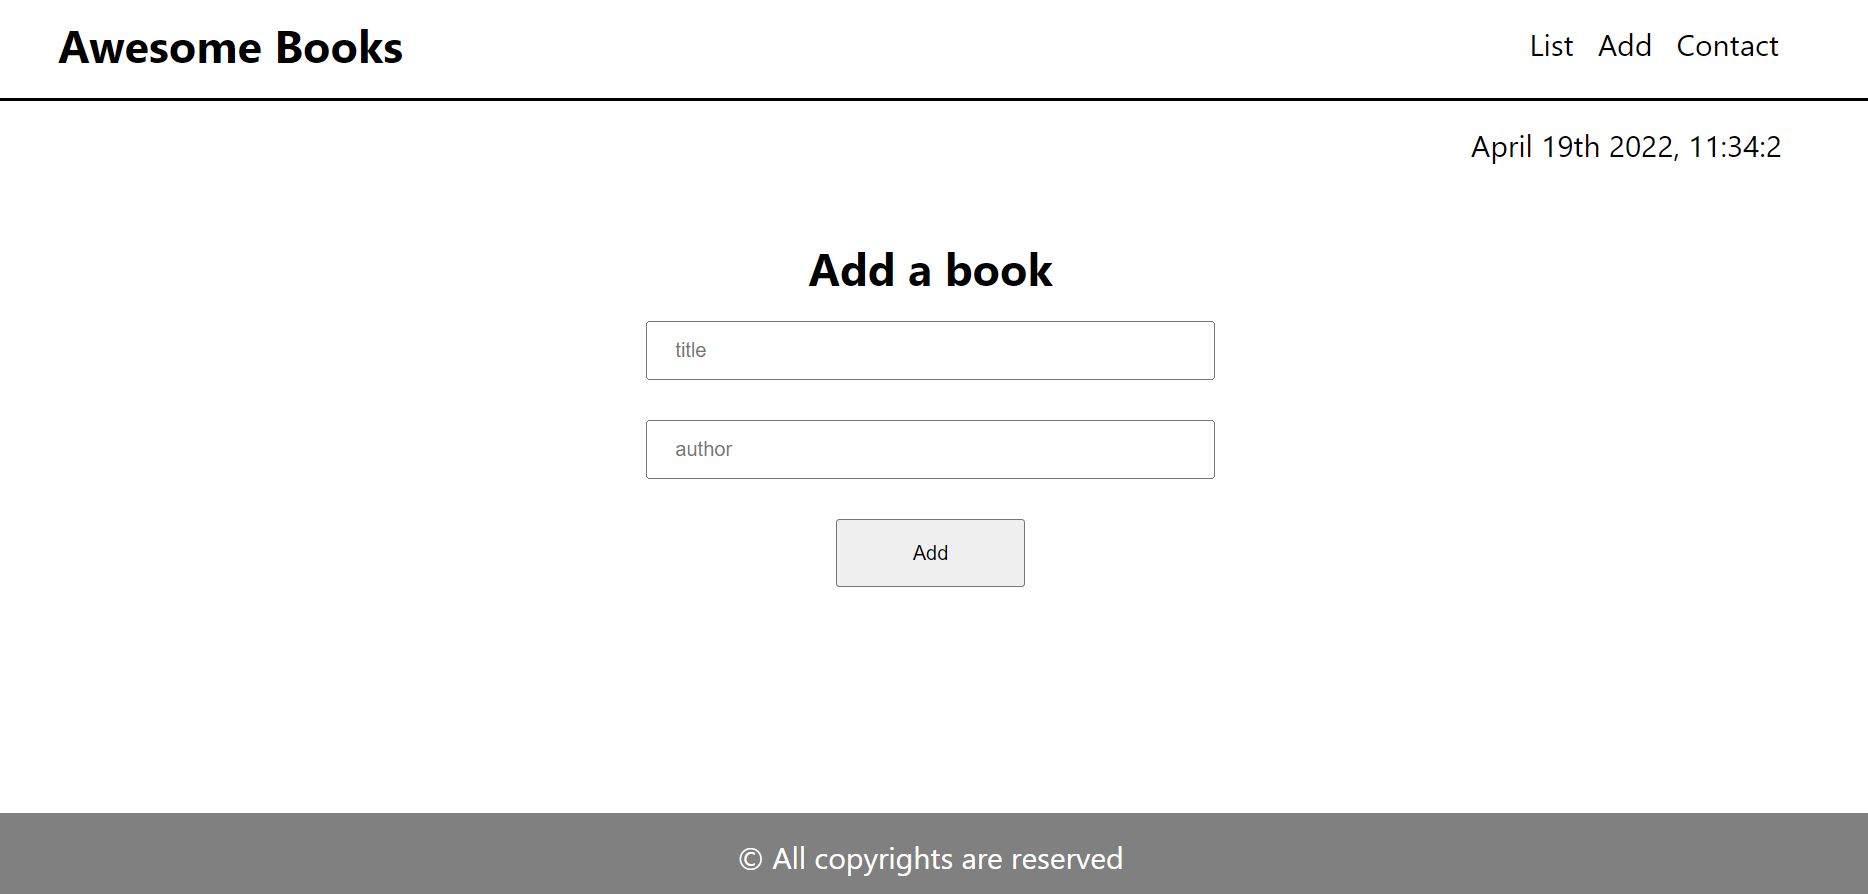 Awesome Books
List Add Contact
April 19th 2022, 11:34:2
Add a book
title
author
Add
© All copyrights are reserved